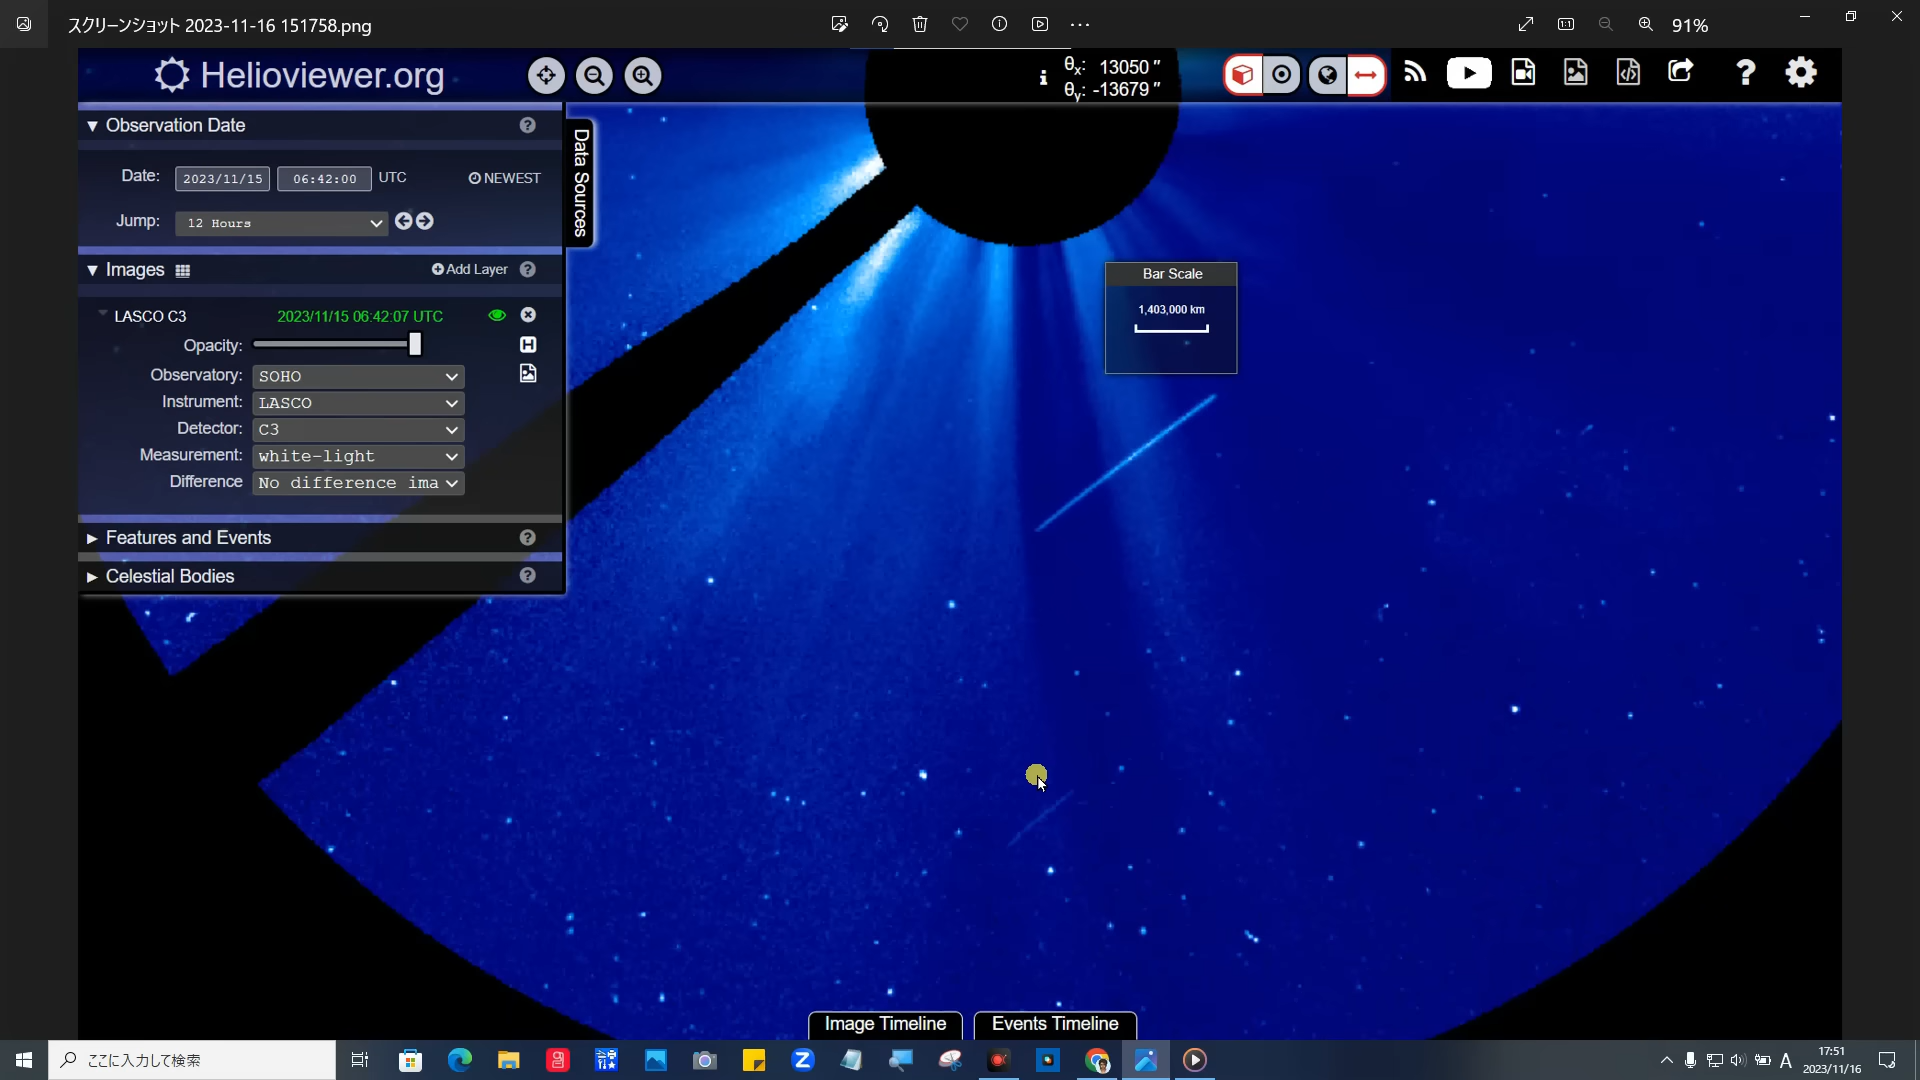 スクリーンショット 2023-11-16 151758.png
91%
Helioviewer.org
θx: 13050 ″
θy: -13679 ″
Observation Date
Date: 2023/11/15 06:42:00 UTC NEWEST
Jump: 12 Hours
Data Sources
Images Add Layer
LASCO C3 2023/11/15 06:42:07 UTC
Opacity:
Observatory: SOHO
Instrument: LASCO
Detector: C3
Measurement: white-light
Difference No difference ima
Features and Events
Celestial Bodies
Bar Scale
1,403,000 km
Image Timeline Events Timeline
ここに入力して検索
A
17:51
2023/11/16